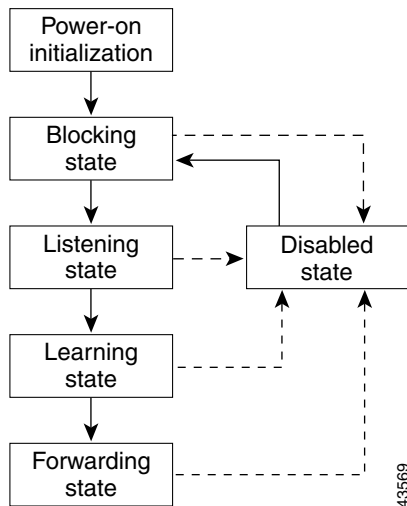 Power-on
initialization
Blocking
state
Listening
state
Disabled
state
Learning
state
Forwarding
state
43569